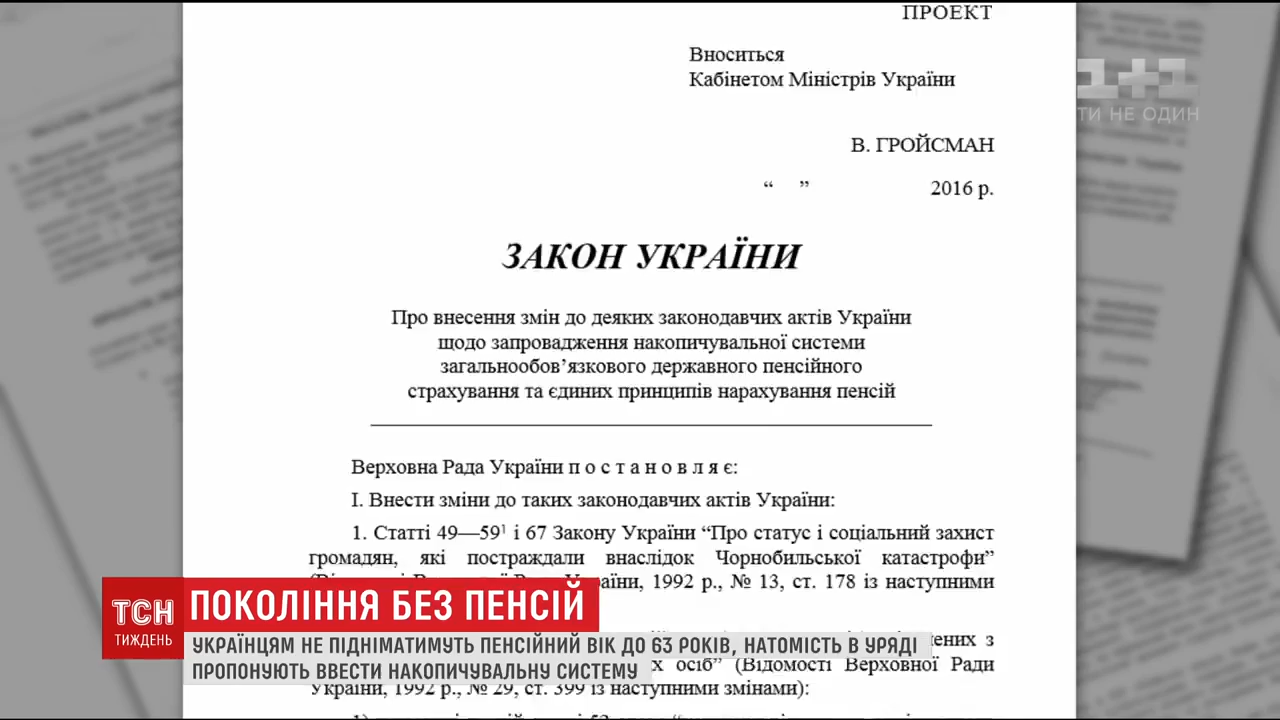 ПРОЕКТ
Вноситься
Кабінетом Міністрів України
1+1
ТИ НЕ ОДИН
В. ГРОЙСМАН
“ ” 2016 р.
ЗАКОН УКРАЇНИ
Про внесення змін до деяких законодавчих актів України
щодо запровадження накопичувальної системи
загальнообов’язкового державного пенсійного
страхування та єдиних принципів нарахування пенсій
Верховна Рада України п о с т а н о в л я є:
І. Внести зміни до таких законодавчих актів України:
1. Статті 49—59¹ і 67 Закону України “Про статус і соціальний захист
громадян, які постраждали внаслідок Чорнобильської катастрофи”
України, 1992 р., № 13, ст. 178 із наступними
ТСН
ТИЖДЕНЬ
ПОКОЛІННЯ БЕЗ ПЕНСІЙ
УКРАЇНЦЯМ НЕ ПІДНІМАТИМУТЬ ПЕНСІЙНИЙ ВІК ДО 63 РОКІВ, НАТОМІСТЬ В УРЯДІ
ПРОПОНУЮТЬ ВВЕСТИ НАКОПИЧУВАЛЬНУ СИСТЕМУ
з
осіб” (Відомості Верховної Ради
України, 1992 р., № 29, ст. 399 із наступними змінами):